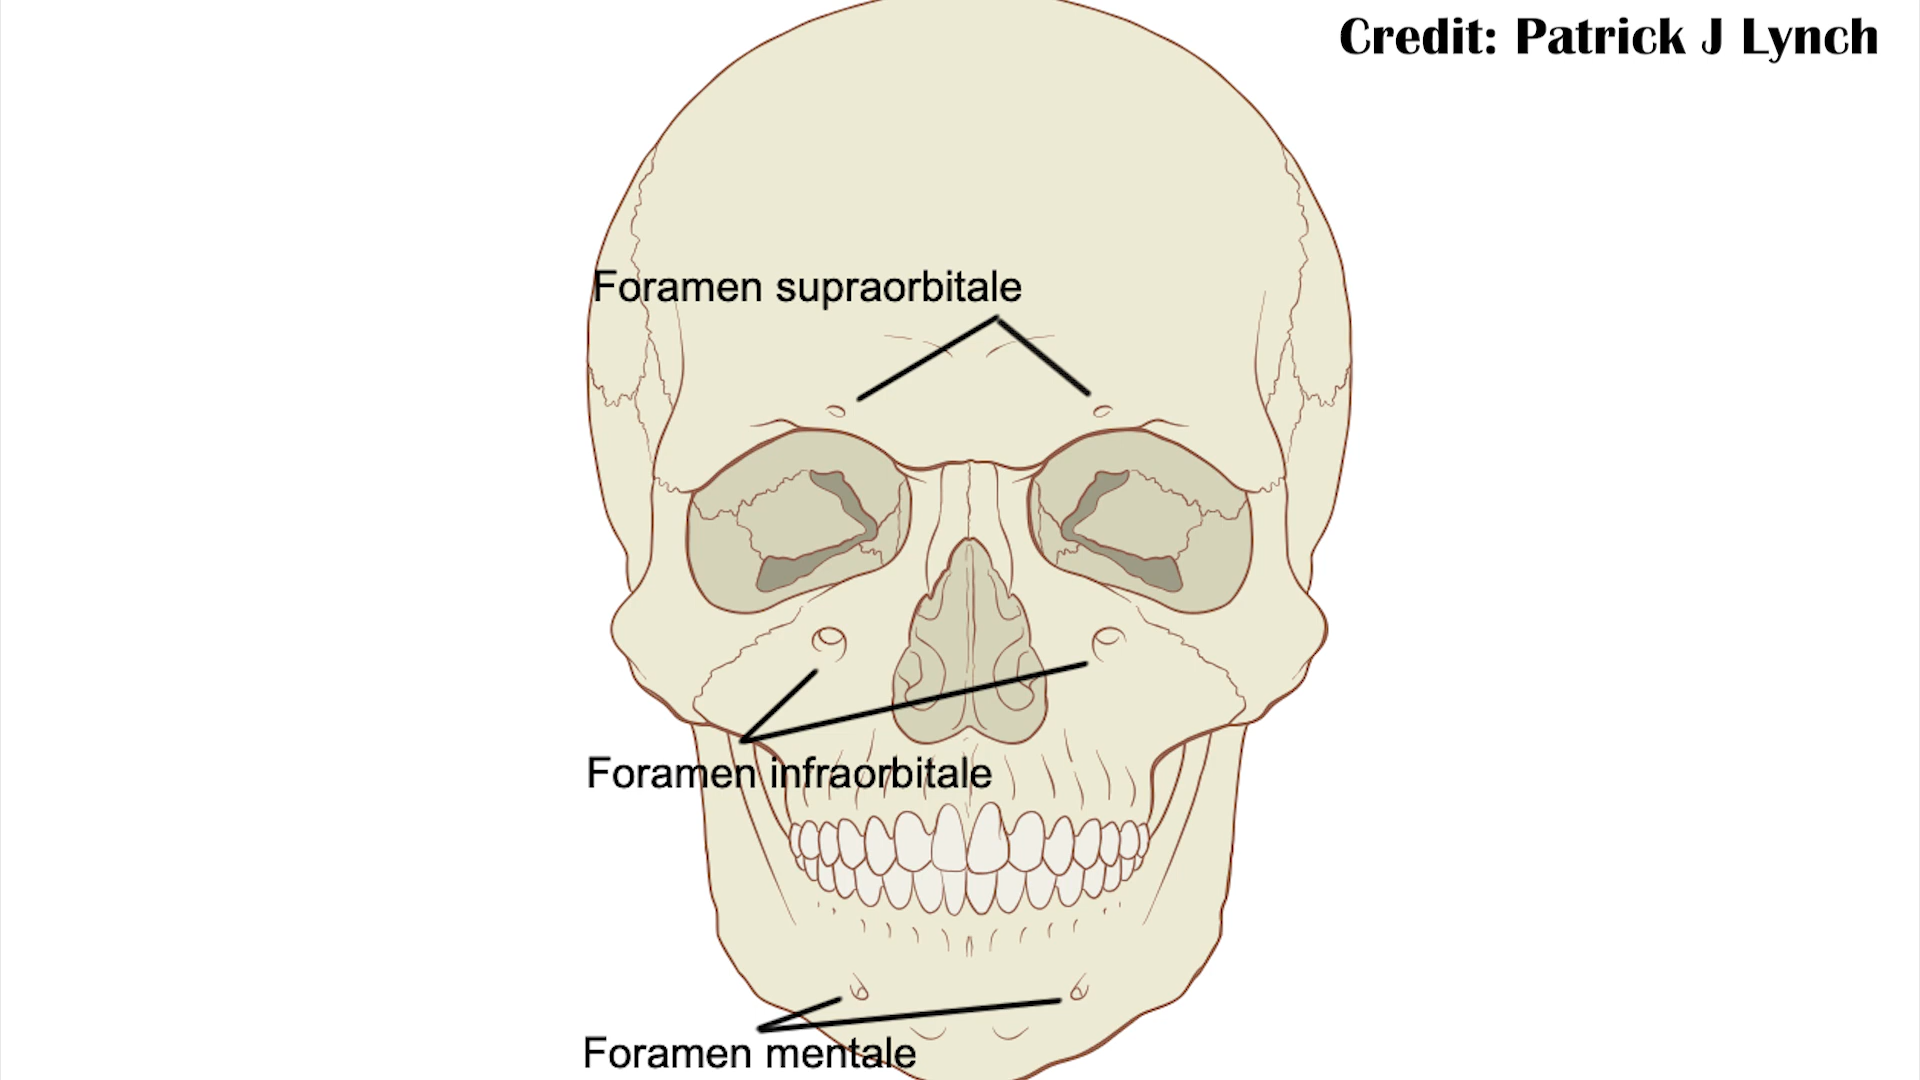 Credit: Patrick J Lynch
Foramen supraorbitale
Foramen infraorbitale
Foramen mentale